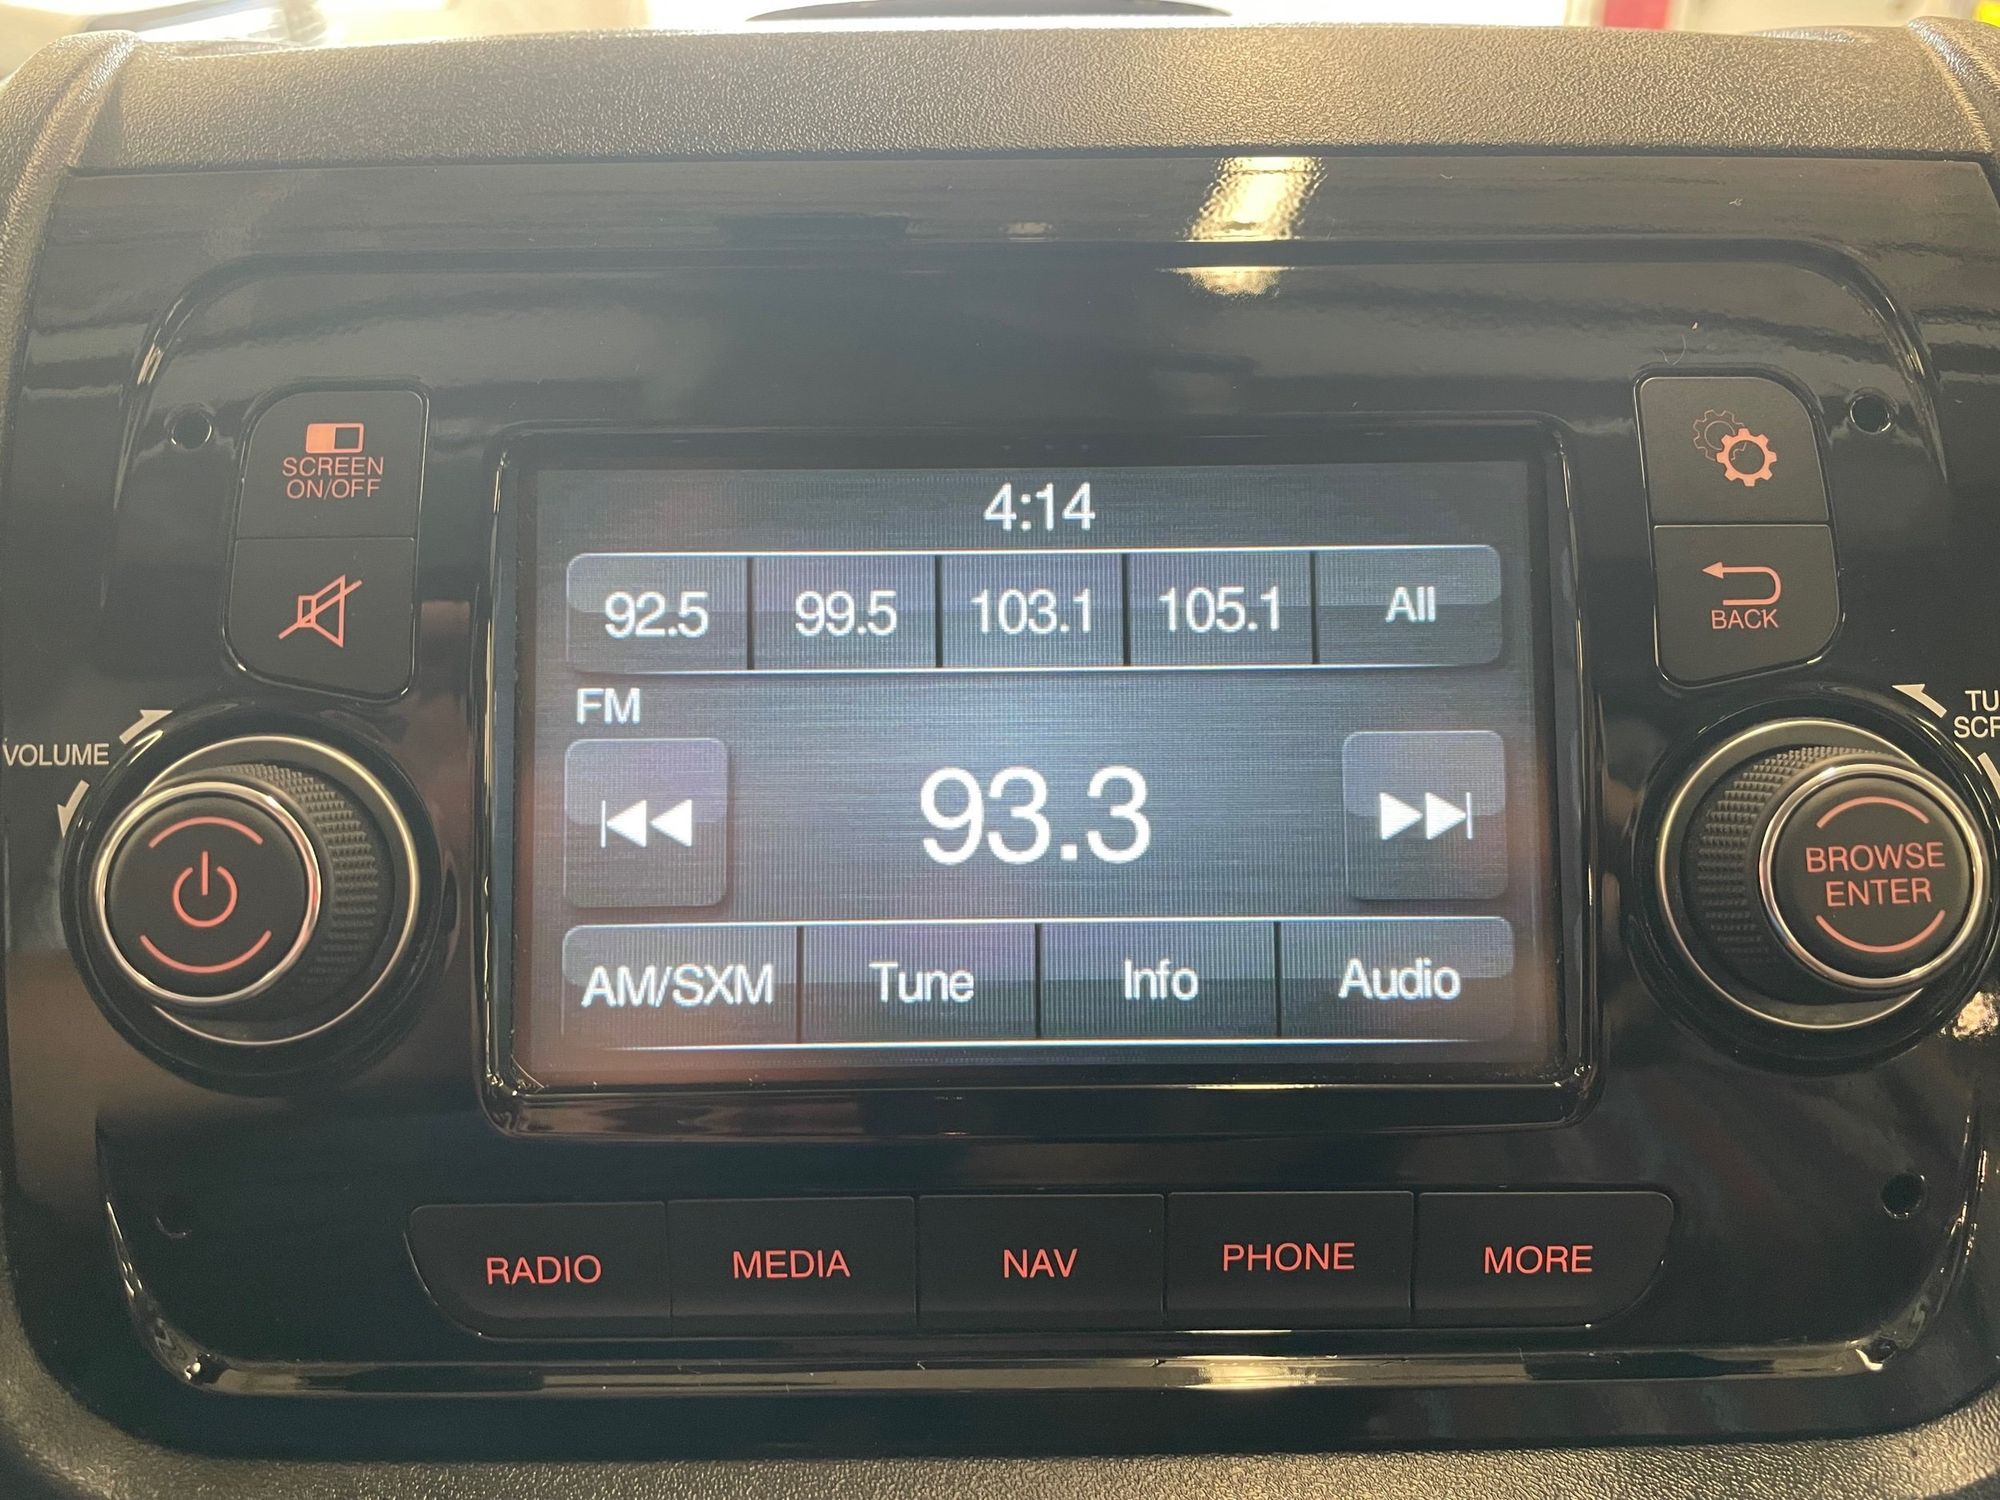 SCREEN
ON/OFF
4:14
92.5 99.5 103.1 105.1 All
BACK
FM
VOLUME
93.3
BROWSE
ENTER
AM/SXM Tune Info Audio
RADIO MEDIA NAV PHONE MORE